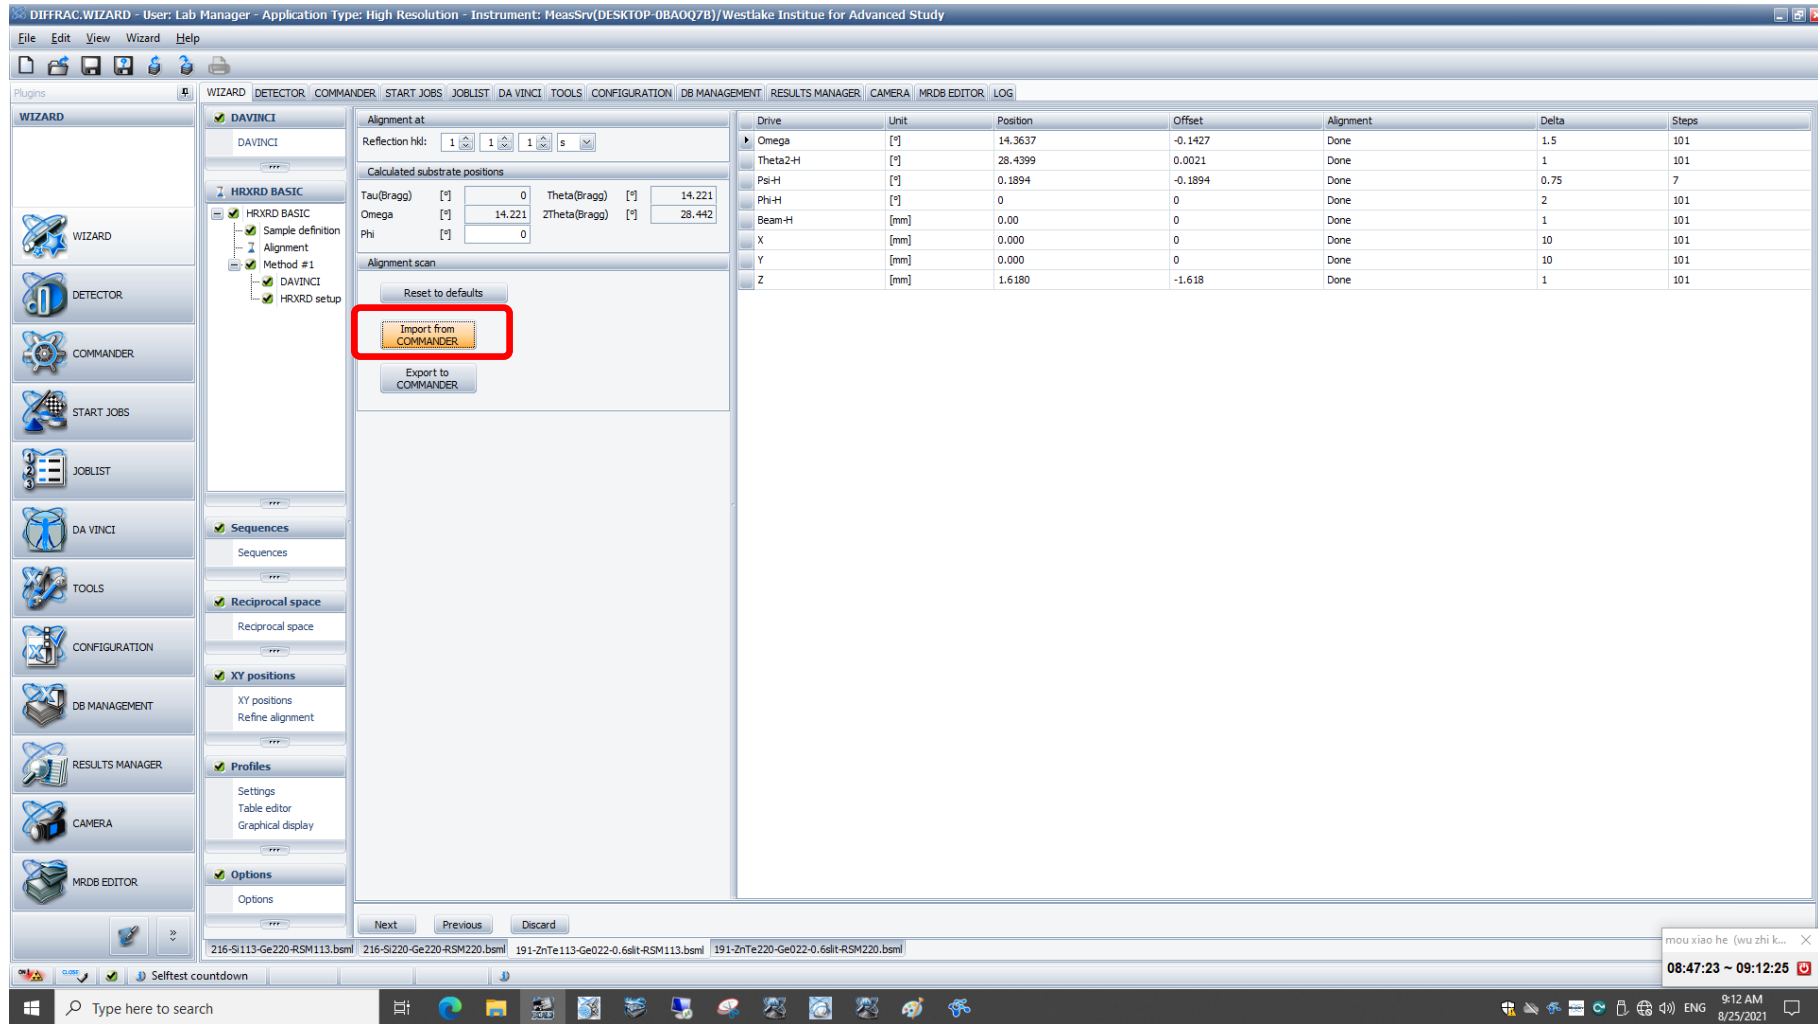 DIFFRAC.WIZARD - User: Lab Manager - Application Type: High Resolution - Instrument: MeasSrv(DESKTOP-0BAOQ7B)/Westlake Institue for Advanced Study
File Edit View Wizard Help
Plugins
WIZARD DETECTOR COMMANDER START JOBS JOBLIST DA VINCI TOOLS CONFIGURATION DB MANAGEMENT RESULTS MANAGER CAMERA MRDB EDITOR LOG
WIZARD
WIZARD
DETECTOR
COMMANDER
START JOBS
JOBLIST
DA VINCI
TOOLS
CONFIGURATION
DB MANAGEMENT
RESULTS MANAGER
CAMERA
MRDB EDITOR
DAVINCI
DAVINCI
HRXRD BASIC
HRXRD BASIC
Sample definition
Alignment
Method #1
DAVINCI
HRXRD setup
Sequences
Sequences
Reciprocal space
Reciprocal space
XY positions
XY positions
Refine alignment
Profiles
Settings
Table editor
Graphical display
Options
Options
Alignment at
Reflection hkl: 1 1 1 s
Calculated substrate positions
Tau(Bragg) [°] 0 Theta(Bragg) [°] 14.221
Omega [°] 14.221 2Theta(Bragg) [°] 28.442
Phi [°] 0
Alignment scan
Reset to defaults
Import from
COMMANDER
Export to
COMMANDER
Drive Unit Position Offset Alignment Delta Steps
Omega [°] 14.3637 -0.1427 Done 1.5 101
Theta2-H [°] 28.4399 0.0021 Done 1 101
Psi-H [°] 0.1894 -0.1894 Done 0.75 7
Phi-H [°] 0 0 Done 2 101
Beam-H [mm] 0.00 0 Done 1 101
X [mm] 0.000 0 Done 10 101
Y [mm] 0.000 0 Done 10 101
Z [mm] 1.6180 -1.618 Done 1 101
Next Previous Discard
216-Si113-Ge220-RSM113.bsml 216-Si220-Ge220-RSM220.bsml 191-ZnTe113-Ge022-0.6slit-RSM113.bsml 191-ZnTe220-Ge022-0.6slit-RSM220.bsml
mou xiao he (wu zhi k...
08:47:23 ~ 09:12:25
Selftest countdown
Type here to search
ENG
9:12 AM
8/25/2021